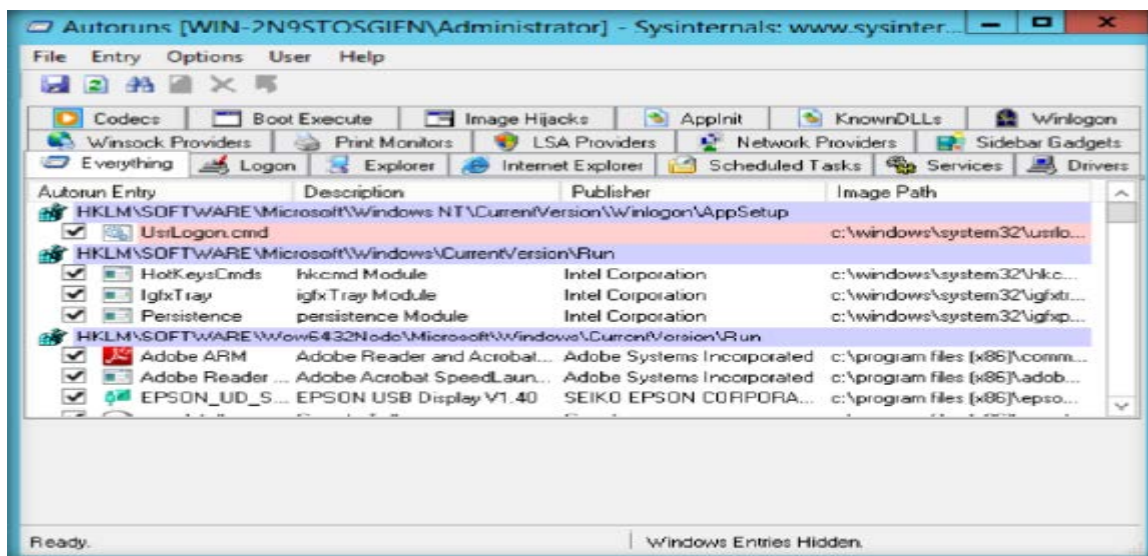 Autoruns [WIN-2N9STOSGIFN\Administrator] - Sysinternals: www.sysinter...
File Entry Options User Help
Codecs Boot Execute Image Hijacks AppInit KnownDLLs Winlogon
Winsock Providers Print Monitors LSA Providers Network Providers Sidebar Gadgets
Everything Logon Explorer Internet Explorer Scheduled Tasks Services Drivers
Autorun Entry Description Publisher Image Path
HKLM\SOFTWARE\Microsoft\Windows NT\CurrentVersion\Winlogon\AppSetup
UsrLogon.cmd c:\windows\system32\usrlo...
HKLM\SOFTWARE\Microsoft\Windows\CurrentVersion\Run
HotKeysCmds hkcmd Module Intel Corporation c:\windows\system32\hkc...
IgfxTray igfxTray Module Intel Corporation c:\windows\system32\igfxtr...
Persistence persistence Module Intel Corporation c:\windows\system32\igfxp...
HKLM\SOFTWARE\Wow6432Node\Microsoft\Windows\CurrentVersion\Run
Adobe ARM Adobe Reader and Acrobat... Adobe Systems Incorporated c:\program files (x86)\comm...
Adobe Reader ... Adobe Acrobat SpeedLaun... Adobe Systems Incorporated c:\program files (x86)\adob...
EPSON_UD_S... EPSON USB Display V1.40 SEIKO EPSON CORPORA... c:\program files (x86)\epso...
Ready. Windows Entries Hidden.